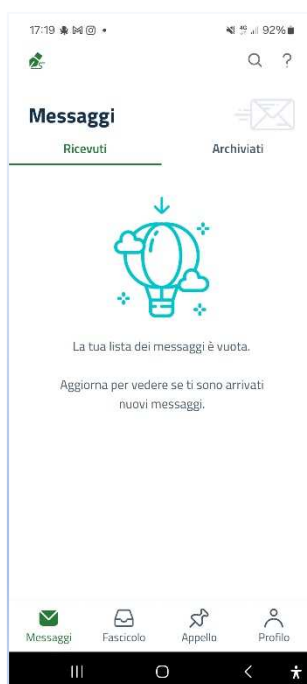 17:19
92%
?
Messaggi
Ricevuti Archiviati
La tua lista dei messaggi è vuota.
Aggiorna per vedere se ti sono arrivati
nuovi messaggi.
Messaggi Fascicolo Appello Profilo